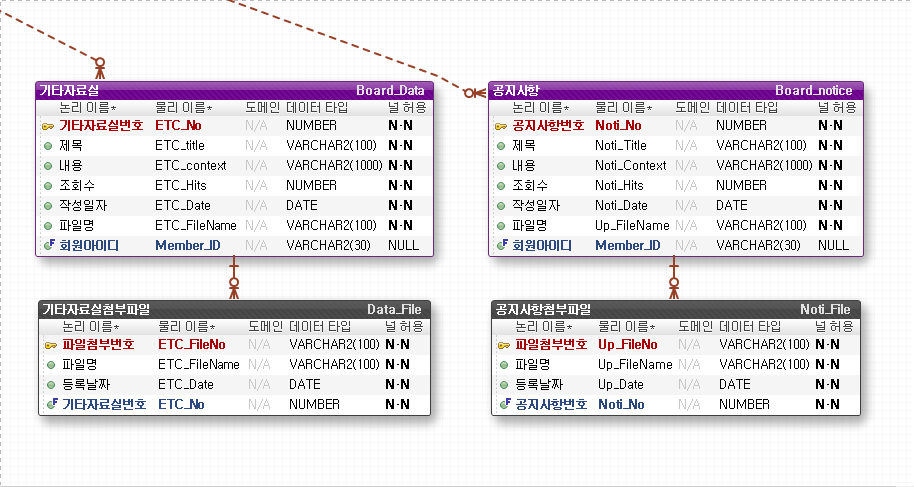 기타자료실 Board_Data
논리 이름* 물리 이름* 도메인 데이터 타입 널 허용
기타자료실번호 ETC_No N/A NUMBER N-N
제목 ETC_title N/A VARCHAR2(100) N-N
내용 ETC_context N/A VARCHAR2(1000) N-N
조회수 ETC_Hits N/A NUMBER N-N
작성일자 ETC_Date N/A DATE N-N
파일명 ETC_FileName N/A VARCHAR2(100) N-N
F 회원아이디 Member_ID N/A VARCHAR2(30) NULL
공지사항 Board_notice
논리 이름* 물리 이름* 도메인 데이터 타입 널 허용
공지사항번호 Noti_No N/A NUMBER N-N
제목 Noti_Title N/A VARCHAR2(100) N-N
내용 Noti_Context N/A VARCHAR2(1000) N-N
조회수 Noti_Hits N/A NUMBER N-N
작성일자 Noti_Date N/A DATE N-N
파일명 Up_FileName N/A VARCHAR2(100) N-N
F 회원아이디 Member_ID N/A VARCHAR2(30) NULL
기타자료실첨부파일 Data_File
논리 이름* 물리 이름* 도메인 데이터 타입 널 허용
파일첨부번호 ETC_FileNo N/A VARCHAR2(100) N-N
파일명 ETC_FileName N/A VARCHAR2(100) N-N
등록날짜 ETC_Date N/A DATE N-N
F 기타자료실번호 ETC_No N/A NUMBER N-N
공지사항첨부파일 Noti_File
논리 이름* 물리 이름* 도메인 데이터 타입 널 허용
파일첨부번호 Up_FileNo N/A VARCHAR2(100) N-N
파일명 Up_FileName N/A VARCHAR2(100) N-N
등록날짜 Up_Date N/A DATE N-N
F 공지사항번호 Noti_No N/A NUMBER N-N